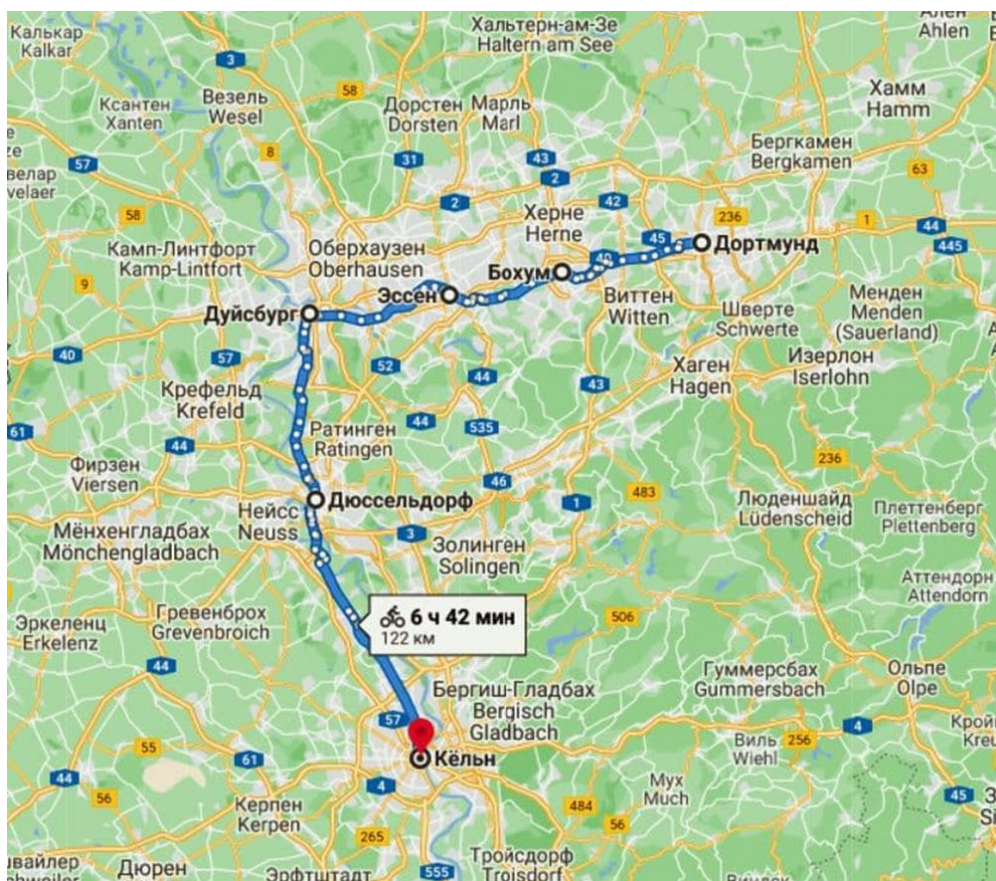 Калькар
Kalkar
3
Хальтерн-ам-Зе
Haltern am See
Ален
Ahlen
58
Везель
Wesel
Ксантен
Xanten
Дорстен
Dorsten
Марль
Marl
Хамм
Hamm
Бергкамен
Bergkamen
57
8
31
43
2
63
велар
velaer
58
2
42
236
1
44
445
Херне
Herne
45
Дортмунд
Камп-Линтфорт
Kamp-Lintfort
Оберхаузен
Oberhausen
40
Бохум
9
Эссен
Виттен
Witten
Менден
Menden
(Sauerland)
Дуйсбург
Шверте
Schwerte
40
57
52
44
43
Хаген
Hagen
Изерлон
Iserlohn
Крефельд
Krefeld
61
44
44
535
Ратинген
Ratingen
236
Фирзен
Viersen
46
483
1
Дюссельдорф
Люденшайд
Lüdenscheid
Плеттенберг
Plettenberg
Нейсс
Neuss
Мёнхенгладбах
Mönchengladbach
3
Золинген
Solingen
Аттендорн
Attendorn
6 ч 42 мин
122 км
506
Эркеленц
Erkelenz
Гревенброх
Grevenbroich
44
Гуммерсбах
Gummersbach
Ольпе
Olpe
Бергиш-Гладбах
Bergisch
Gladbach
57
4
55
61
Виль
Wiehl
256
Кёльн
44
56
4
Мух
Much
45
Керпен
Kerpen
484
56
265
швайлер
Дюрен
Эрфтштадт
555
Тройсдорф
Troisdorf